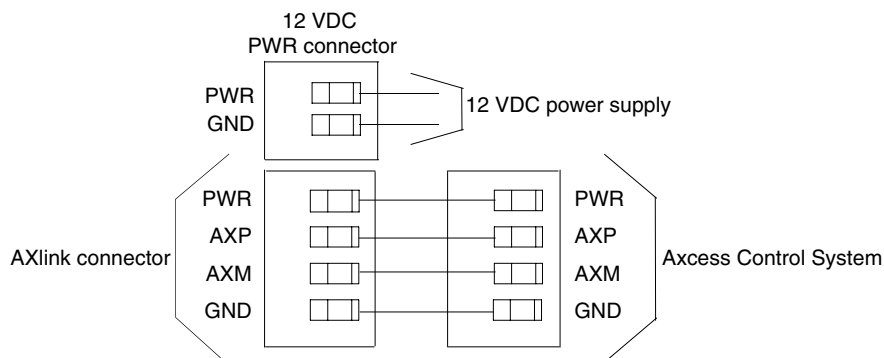 12 VDC
PWR connector
PWR
GND
12 VDC power supply
PWR
PWR
AXP
AXP
AXlink connector
Axcess Control System
AXM
AXM
GND
GND